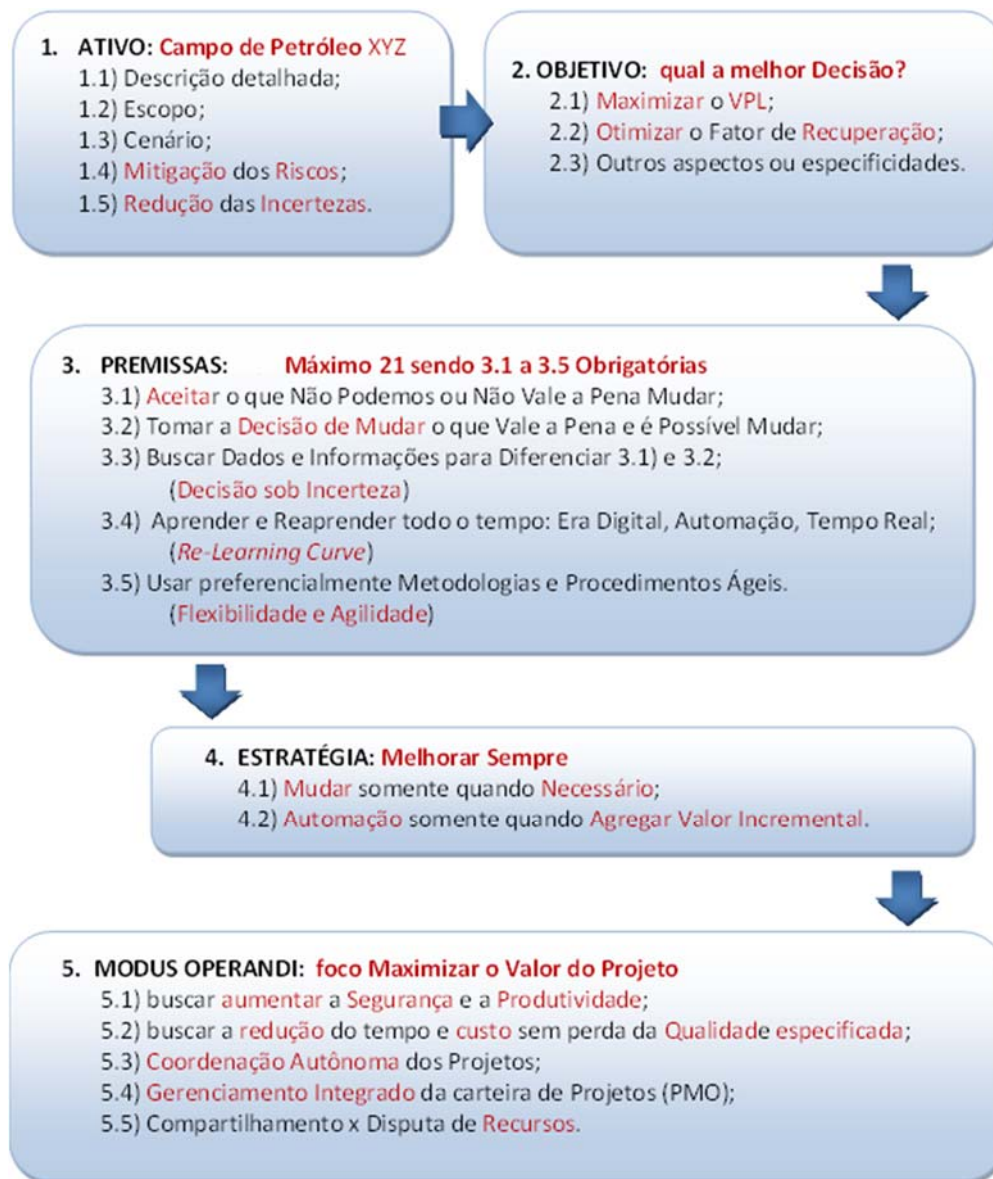 1. ATIVO: Campo de Petróleo XYZ
1.1) Descrição detalhada;
1.2) Escopo;
1.3) Cenário;
1.4) Mitigação dos Riscos;
1.5) Redução das Incertezas.
2. OBJETIVO: qual a melhor Decisão?
2.1) Maximizar o VPL;
2.2) Otimizar o Fator de Recuperação;
2.3) Outros aspectos ou especificidades.
3. PREMISSAS: Máximo 21 sendo 3.1 a 3.5 Obrigatórias
3.1) Aceitar o que Não Podemos ou Não Vale a Pena Mudar;
3.2) Tomar a Decisão de Mudar o que Vale a Pena e é Possível Mudar;
3.3) Buscar Dados e Informações para Diferenciar 3.1) e 3.2;
(Decisão sob Incerteza)
3.4) Aprender e Reaprender todo o tempo: Era Digital, Automação, Tempo Real;
(Re-Learning Curve)
3.5) Usar preferencialmente Metodologias e Procedimentos Ágeis.
(Flexibilidade e Agilidade)
4. ESTRATÉGIA: Melhorar Sempre
4.1) Mudar somente quando Necessário;
4.2) Automação somente quando Agregar Valor Incremental.
5. MODUS OPERANDI: foco Maximizar o Valor do Projeto
5.1) buscar aumentar a Segurança e a Produtividade;
5.2) buscar a redução do tempo e custo sem perda da Qualidade especificada;
5.3) Coordenação Autônoma dos Projetos;
5.4) Gerenciamento Integrado da carteira de Projetos (PMO);
5.5) Compartilhamento x Disputa de Recursos.